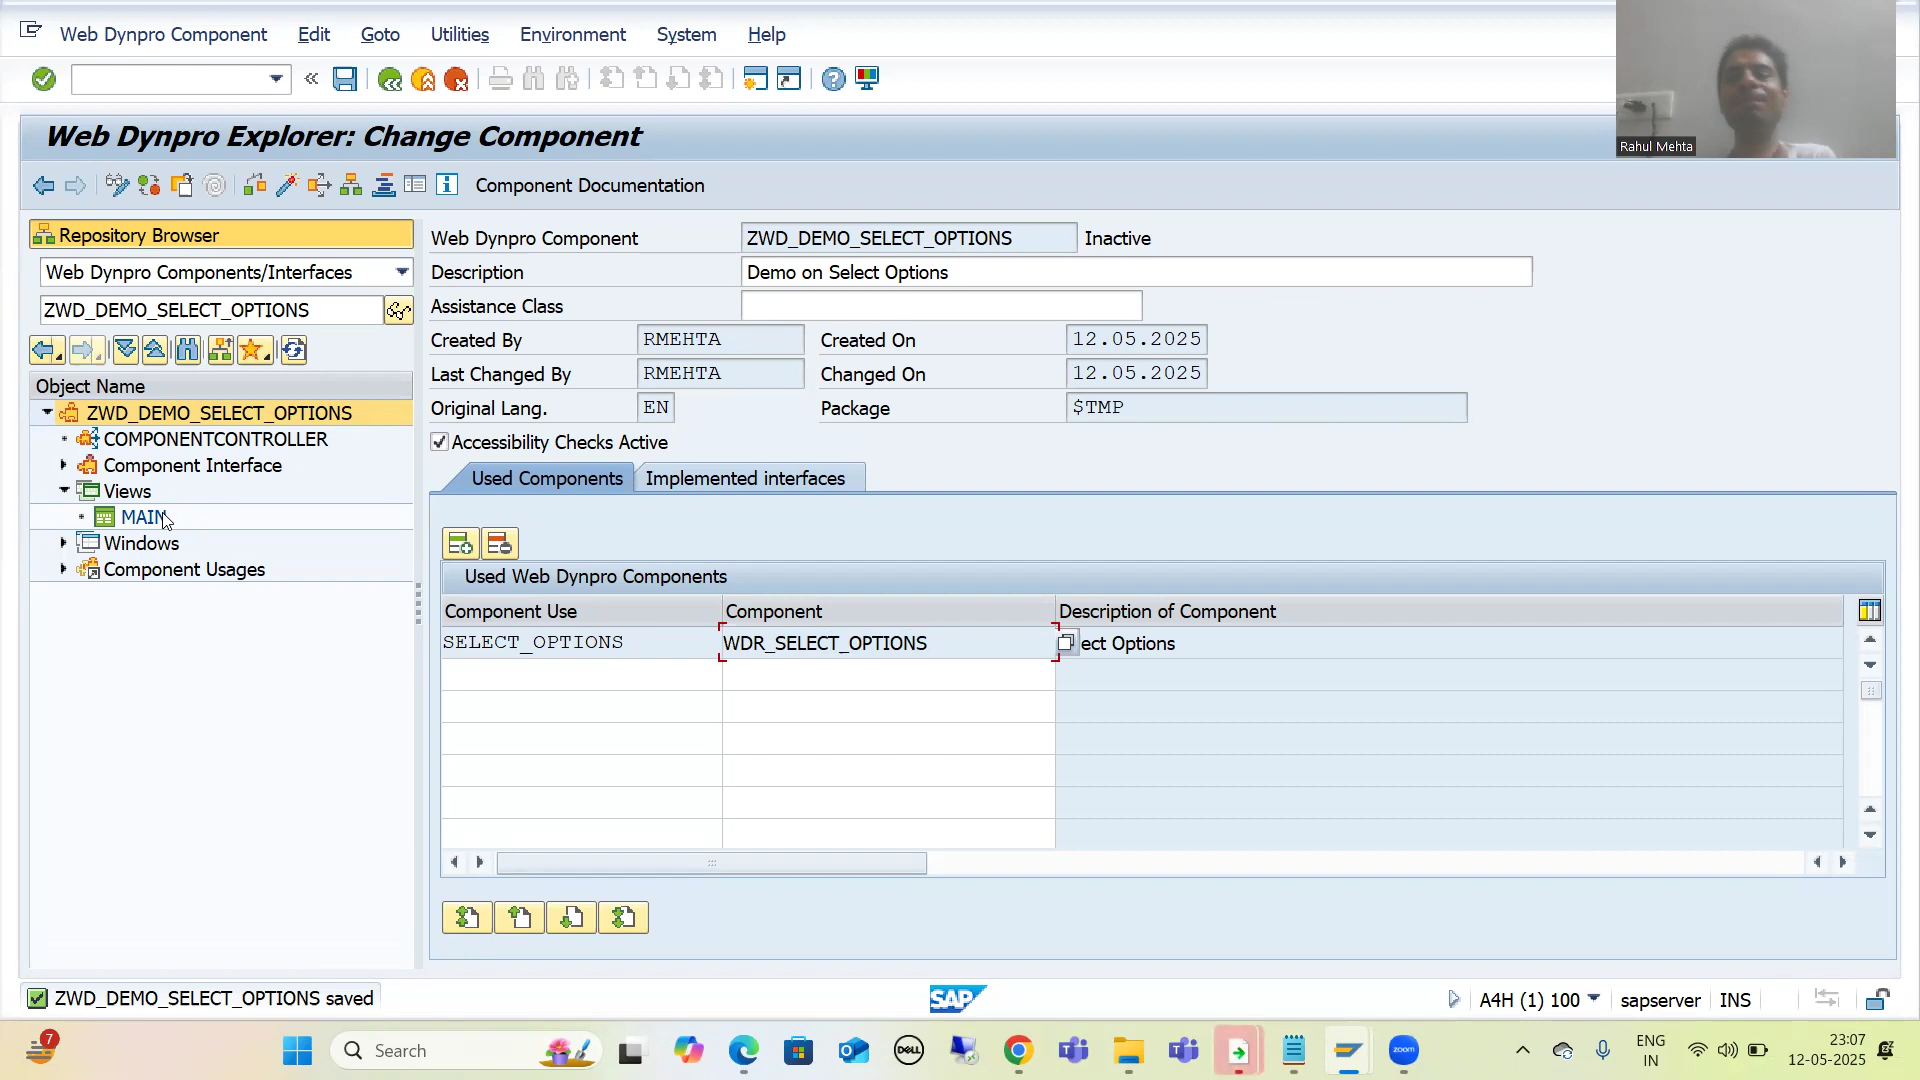 Web Dynpro Component Edit Goto Utilities Environment System Help
Rahul Mehta
Web Dynpro Explorer: Change Component
Component Documentation
Repository Browser
Web Dynpro Components/Interfaces
ZWD_DEMO_SELECT_OPTIONS
Object Name
ZWD_DEMO_SELECT_OPTIONS
COMPONENTCONTROLLER
Component Interface
Views
MAIN
Windows
Component Usages
Web Dynpro Component ZWD_DEMO_SELECT_OPTIONS Inactive
Description Demo on Select Options
Assistance Class
Created By RMEHTA Created On 12.05.2025
Last Changed By RMEHTA Changed On 12.05.2025
Original Lang. EN Package $TMP
Accessibility Checks Active
Used Components Implemented interfaces
Used Web Dynpro Components
Component Use Component Description of Component
SELECT_OPTIONS WDR_SELECT_OPTIONS ect Options
ZWD_DEMO_SELECT_OPTIONS saved
SAP
A4H (1) 100 sapserver INS
7
Search
DELL
zoom
ENG
IN
23:07
12-05-2025